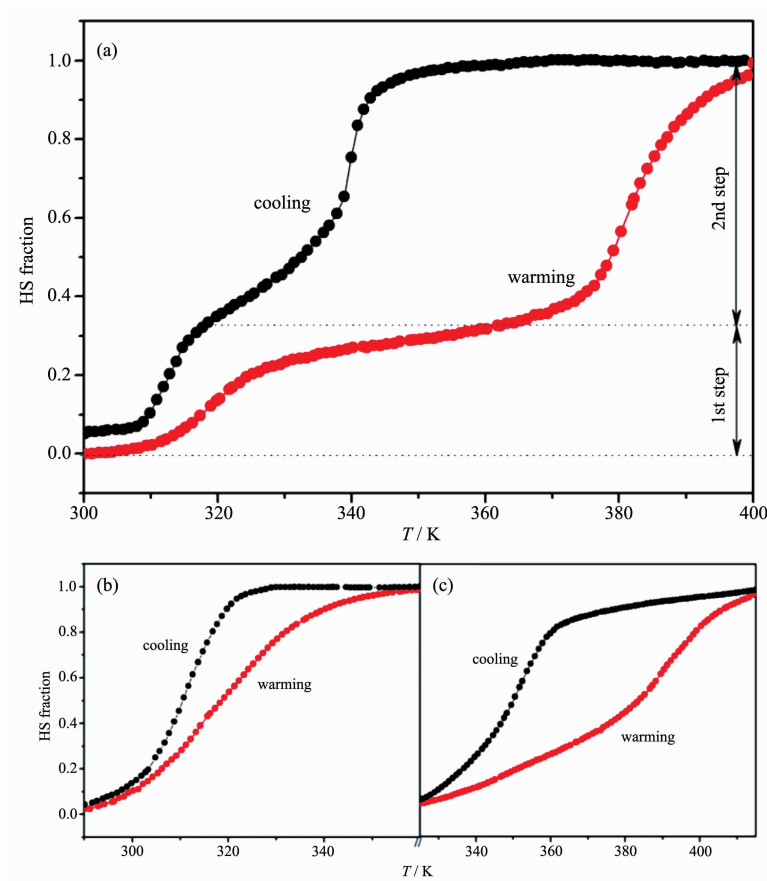 (a)
HS fraction
1.0
0.8
0.6
0.4
0.2
0.0
cooling
warming
2nd step
1st step
300 320 340 360 380 400
T / K
(b)
HS fraction
1.0
0.8
0.6
0.4
0.2
0.0
cooling
warming
300 320 340
(c)
cooling
warming
340 360 380 400
T / K